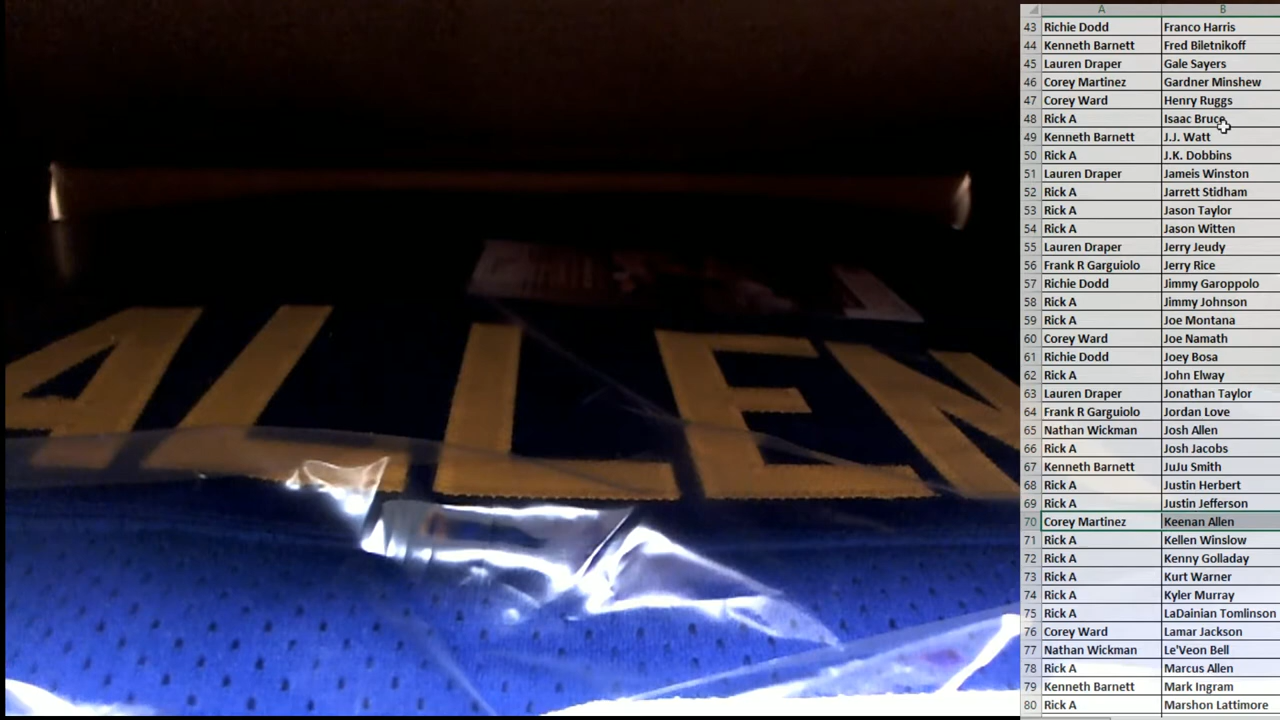 ALLEN
A B
43 Richie Dodd Franco Harris
44 Kenneth Barnett Fred Biletnikoff
45 Lauren Draper Gale Sayers
46 Corey Martinez Gardner Minshew
47 Corey Ward Henry Ruggs
48 Rick A Isaac Bruce
49 Kenneth Barnett J.J. Watt
50 Rick A J.K. Dobbins
51 Lauren Draper Jameis Winston
52 Rick A Jarrett Stidham
53 Rick A Jason Taylor
54 Rick A Jason Witten
55 Lauren Draper Jerry Jeudy
56 Frank R Garguiolo Jerry Rice
57 Richie Dodd Jimmy Garoppolo
58 Rick A Jimmy Johnson
59 Rick A Joe Montana
60 Corey Ward Joe Namath
61 Richie Dodd Joey Bosa
62 Rick A John Elway
63 Lauren Draper Jonathan Taylor
64 Frank R Garguiolo Jordan Love
65 Nathan Wickman Josh Allen
66 Rick A Josh Jacobs
67 Kenneth Barnett JuJu Smith
68 Rick A Justin Herbert
69 Rick A Justin Jefferson
70 Corey Martinez Keenan Allen
71 Rick A Kellen Winslow
72 Rick A Kenny Golladay
73 Rick A Kurt Warner
74 Rick A Kyler Murray
75 Rick A LaDainian Tomlinson
76 Corey Ward Lamar Jackson
77 Nathan Wickman Le'Veon Bell
78 Rick A Marcus Allen
79 Kenneth Barnett Mark Ingram
80 Rick A Marshon Lattimore